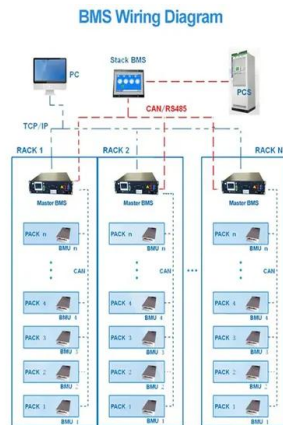 BMS Wiring Diagram
PC
Stack BMS
PCS
CAN/RS485
TCP/IP
RACK 1
RACK 2
RACK N
Master BMS
Master BMS
Master BMS
PACK n
BMU n
PACK n
BMU n
PACK n
BMU n
CAN
CAN
CAN
PACK 4
BMU 4
PACK 4
BMU 4
PACK 4
BMU 4
PACK 3
BMU 3
PACK 3
BMU 3
PACK 3
BMU 3
PACK 2
BMU 2
PACK 2
BMU 2
PACK 2
BMU 2
PACK 1
BMU 1
PACK 1
BMU 1
PACK 1
BMU 1